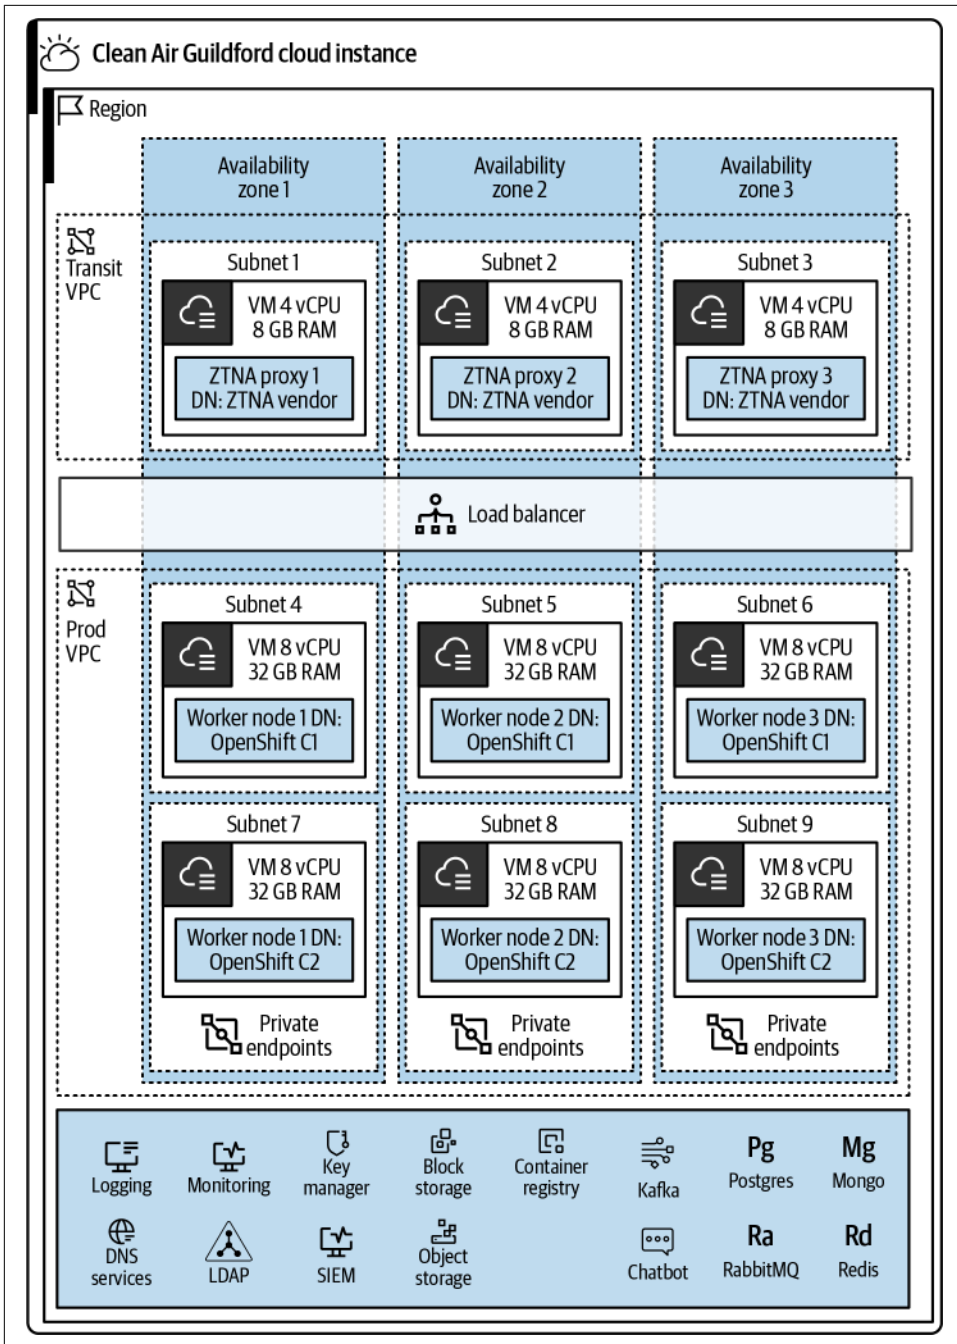 Clean Air Guildford cloud instance
Region
Availability
zone 1
Availability
zone 2
Availability
zone 3
Transit
VPC
Subnet 1
VM 4 vCPU
8 GB RAM
ZTNA proxy 1
DN: ZTNA vendor
Subnet 2
VM 4 vCPU
8 GB RAM
ZTNA proxy 2
DN: ZTNA vendor
Subnet 3
VM 4 vCPU
8 GB RAM
ZTNA proxy 3
DN: ZTNA vendor
Load balancer
Prod
VPC
Subnet 4
VM 8 vCPU
32 GB RAM
Worker node 1 DN:
OpenShift C1
Subnet 5
VM 8 vCPU
32 GB RAM
Worker node 2 DN:
OpenShift C1
Subnet 6
VM 8 vCPU
32 GB RAM
Worker node 3 DN:
OpenShift C1
Subnet 7
VM 8 vCPU
32 GB RAM
Worker node 1 DN:
OpenShift C2
Private
endpoints
Subnet 8
VM 8 vCPU
32 GB RAM
Worker node 2 DN:
OpenShift C2
Private
endpoints
Subnet 9
VM 8 vCPU
32 GB RAM
Worker node 3 DN:
OpenShift C2
Private
endpoints
Logging
Monitoring
Key
manager
Block
storage
Container
registry
Kafka
Pg
Postgres
Mg
Mongo
DNS
services
LDAP
SIEM
Object
storage
Chatbot
Ra
RabbitMQ
Rd
Redis